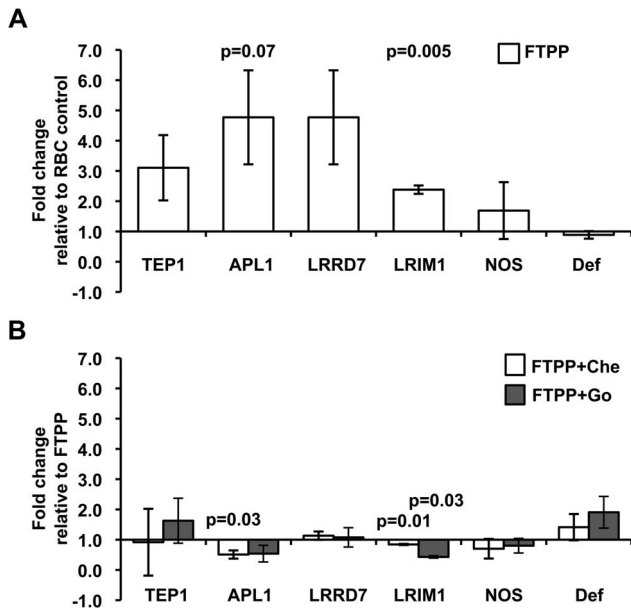 A
Fold change
relative to RBC control
7.0
6.0
5.0
4.0
3.0
2.0
1.0
0.0
-1.0
p=0.07
p=0.005
FTPP
TEP1 APL1 LRRD7 LRIM1 NOS Def
B
Fold change
relative to FTPP
7.0
6.0
5.0
4.0
3.0
2.0
1.0
0.0
-1.0
FTPP+Che
FTPP+Go
p=0.03
p=0.03
p=0.01
TEP1 APL1 LRRD7 LRIM1 NOS Def